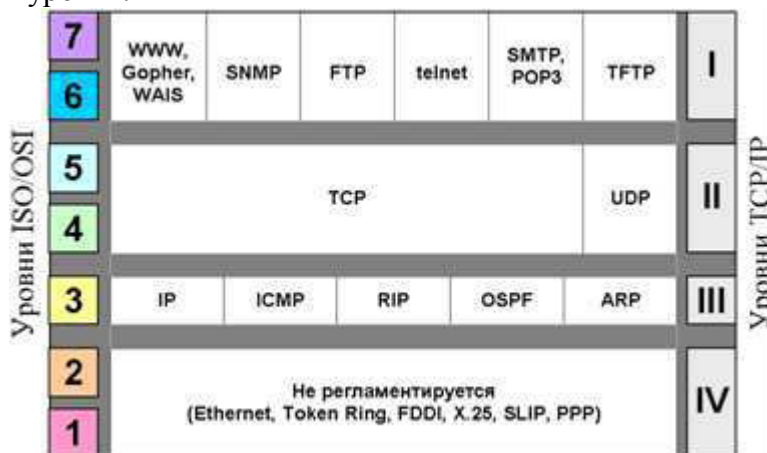 Уровни ISO/OSI
7
WWW,
Gopher,
WAIS
SNMP
FTP
telnet
SMTP,
POP3
TFTP
I
6
5
TCP
UDP
II
4
3
IP
ICMP
RIP
OSPF
ARP
III
2
Не регламентируется
(Ethernet, Token Ring, FDDI, X.25, SLIP, PPP)
IV
1
Уровни TCP/IP